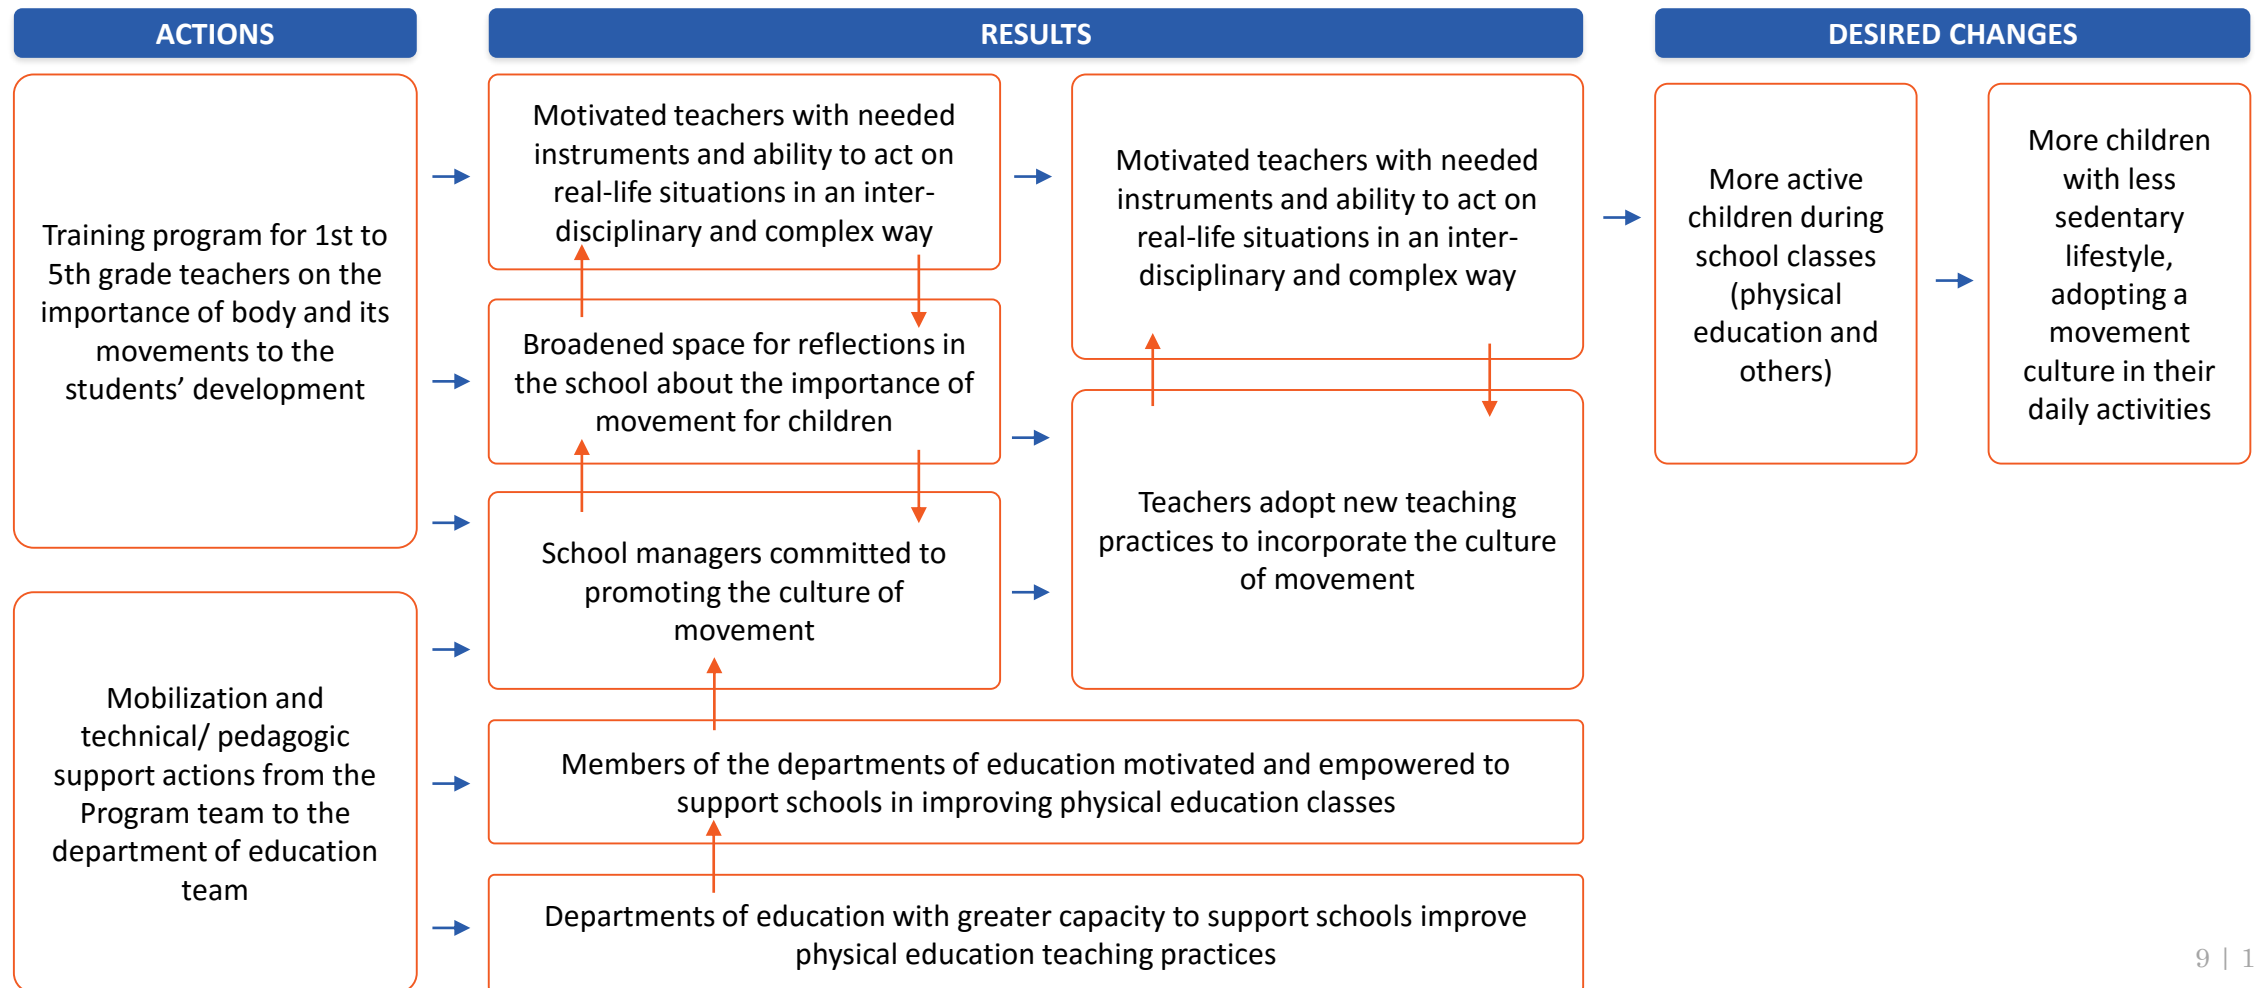 ACTIONS
RESULTS
DESIRED CHANGES
Training program for 1st to
5th grade teachers on the
importance of body and its
movements to the
students’ development
Mobilization and
technical/ pedagogic
support actions from the
Program team to the
department of education
team
Motivated teachers with needed
instruments and ability to act on
real-life situations in an inter-
disciplinary and complex way
Broadened space for reflections in
the school about the importance of
movement for children
School managers committed to
promoting the culture of
movement
Motivated teachers with needed
instruments and ability to act on
real-life situations in an inter-
disciplinary and complex way
Teachers adopt new teaching
practices to incorporate the culture
of movement
Members of the departments of education motivated and empowered to
support schools in improving physical education classes
Departments of education with greater capacity to support schools improve
physical education teaching practices
More active
children during
school classes
(physical
education and
others)
More children
with less
sedentary
lifestyle,
adopting a
movement
culture in their
daily activities
9 | 1